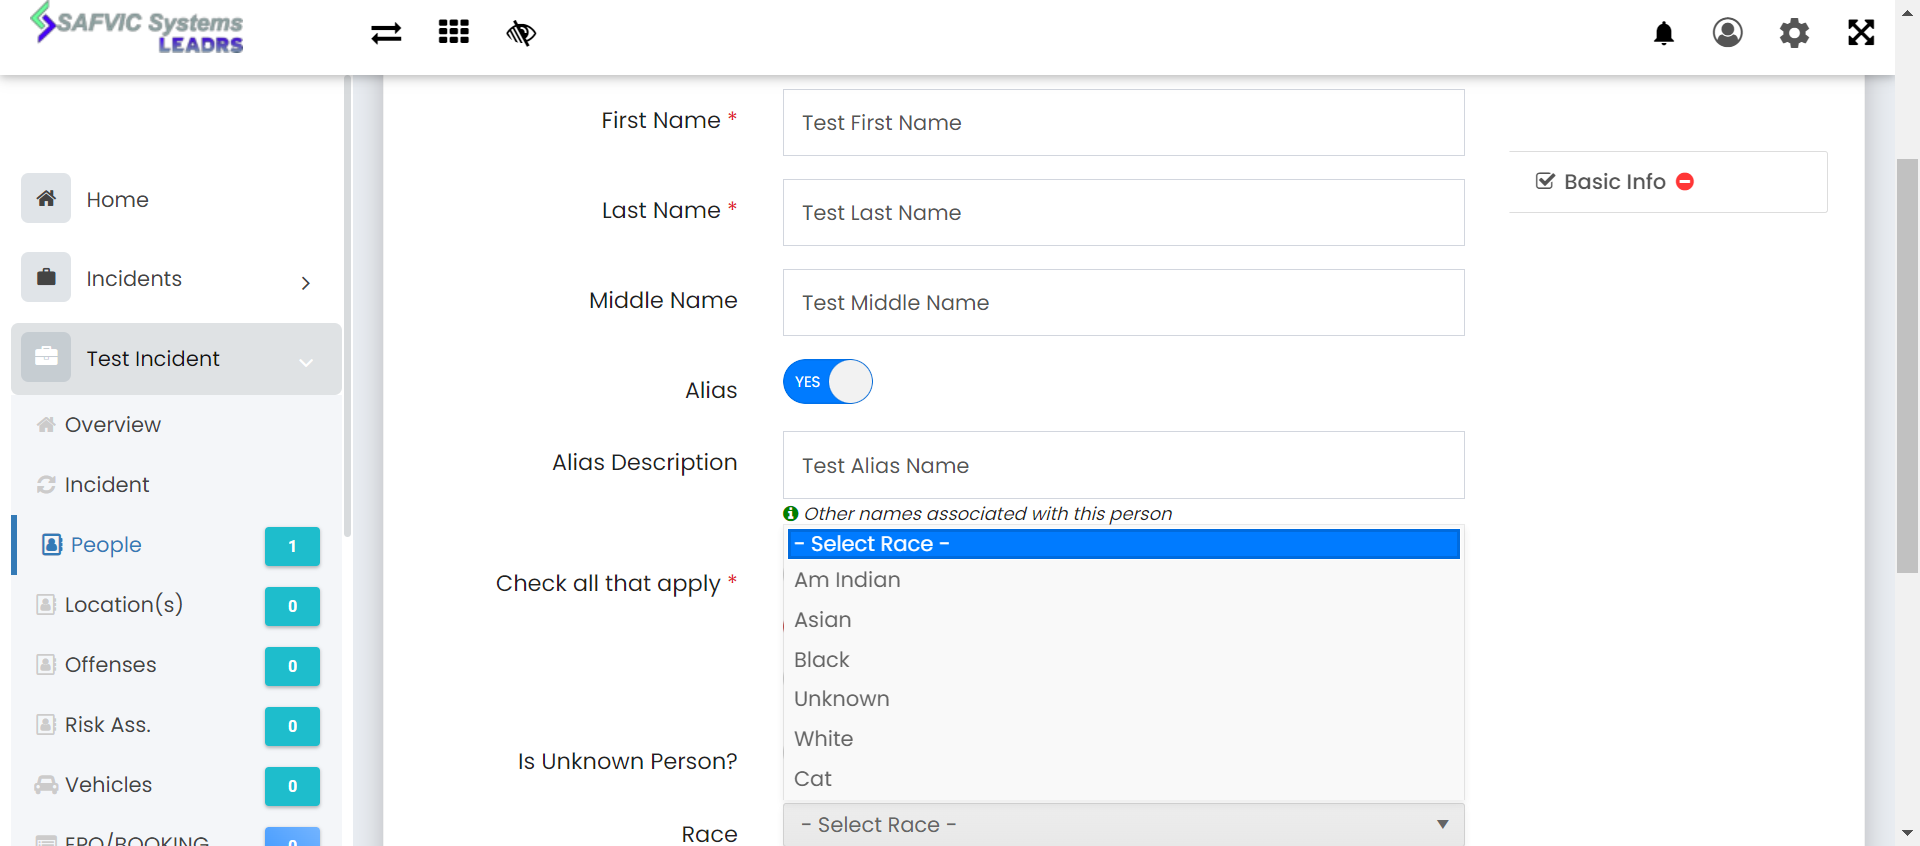 SAFVIC Systems
LEADRS
Home
Incidents
Test Incident
Overview
Incident
People 1
Location(s) 0
Offenses 0
Risk Ass. 0
Vehicles 0
EPO/BOOKING 0
First Name * Test First Name
Last Name * Test Last Name
Middle Name Test Middle Name
Alias YES
Alias Description Test Alias Name
Other names associated with this person
Check all that apply *
- Select Race -
Am Indian
Asian
Black
Unknown
White
Cat
Is Unknown Person?
Race - Select Race -
Basic Info